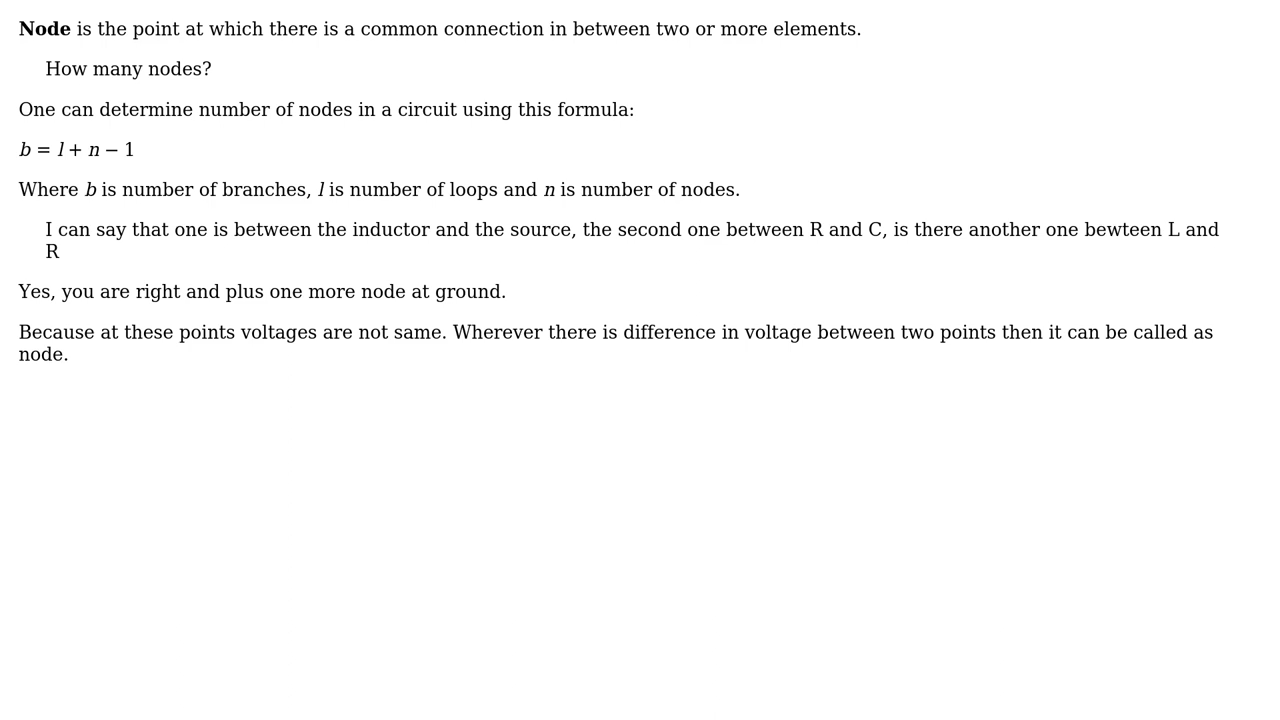 Node is the point at which there is a common connection in between two or more elements.
How many nodes?
One can determine number of nodes in a circuit using this formula:
b = l + n − 1
Where b is number of branches, l is number of loops and n is number of nodes.
I can say that one is between the inductor and the source, the second one between R and C, is there another one bewteen L and
R
Yes, you are right and plus one more node at ground.
Because at these points voltages are not same. Wherever there is difference in voltage between two points then it can be called as
node.